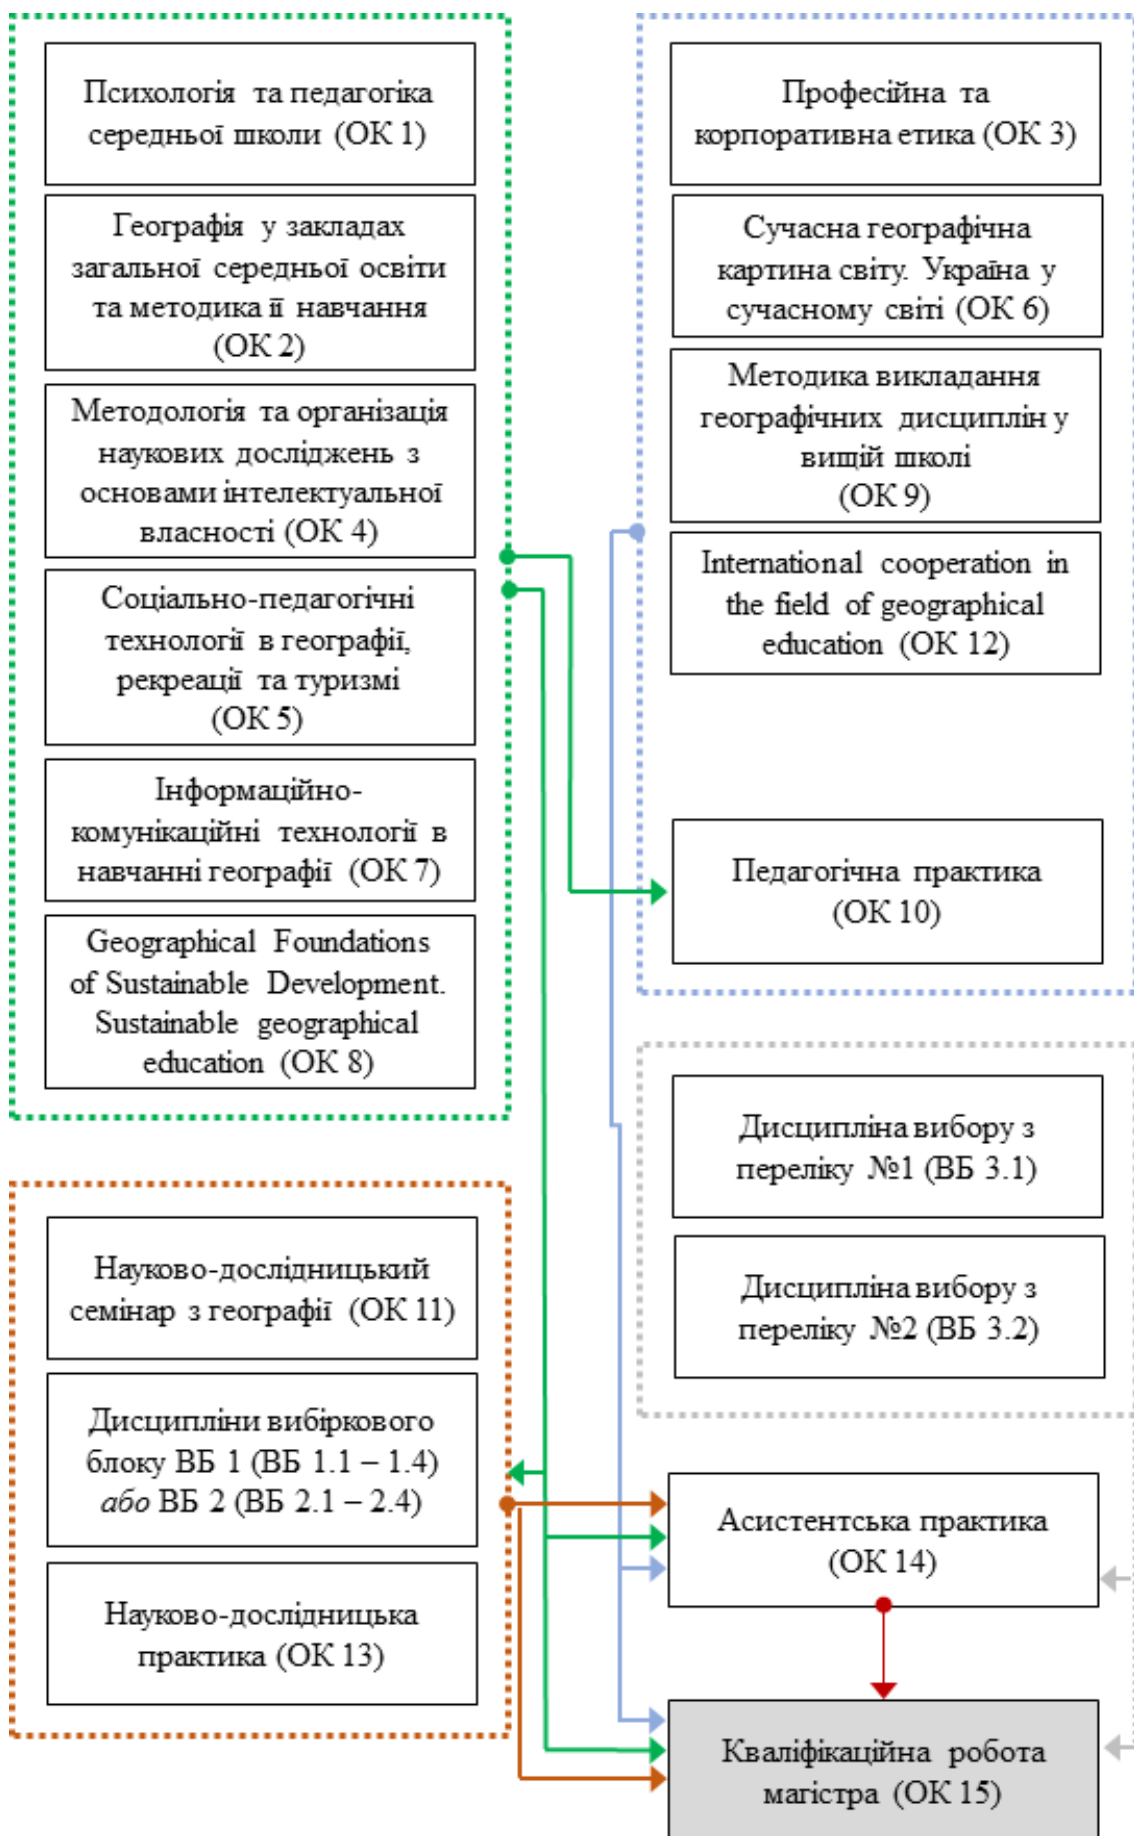 Психологія та педагогіка
середньої школи (ОК 1)
Географія у закладах
загальної середньої освіти
та методика її навчання
(ОК 2)
Методологія та організація
наукових досліджень з
основами інтелектуальної
власності (ОК 4)
Соціально-педагогічні
технології в географії,
рекреації та туризмі
(ОК 5)
Інформаційно-
комунікаційні технології в
навчанні географії (ОК 7)
Geographical Foundations
of Sustainable Development.
Sustainable geographical
education (ОК 8)
Професійна та
корпоративна етика (ОК 3)
Сучасна географічна
картина світу. Україна у
сучасному світі (ОК 6)
Методика викладання
географічних дисциплін у
вищій школі
(ОК 9)
International cooperation in
the field of geographical
education (ОК 12)
Педагогічна практика
(ОК 10)
Дисципліна вибору з
переліку №1 (ВБ 3.1)
Дисципліна вибору з
переліку №2 (ВБ 3.2)
Науково-дослідницький
семінар з географії (ОК 11)
Дисципліни вибіркового
блоку ВБ 1 (ВБ 1.1 – 1.4)
або ВБ 2 (ВБ 2.1 – 2.4)
Науково-дослідницька
практика (ОК 13)
Асистентська практика
(ОК 14)
Кваліфікаційна робота
магістра (ОК 15)